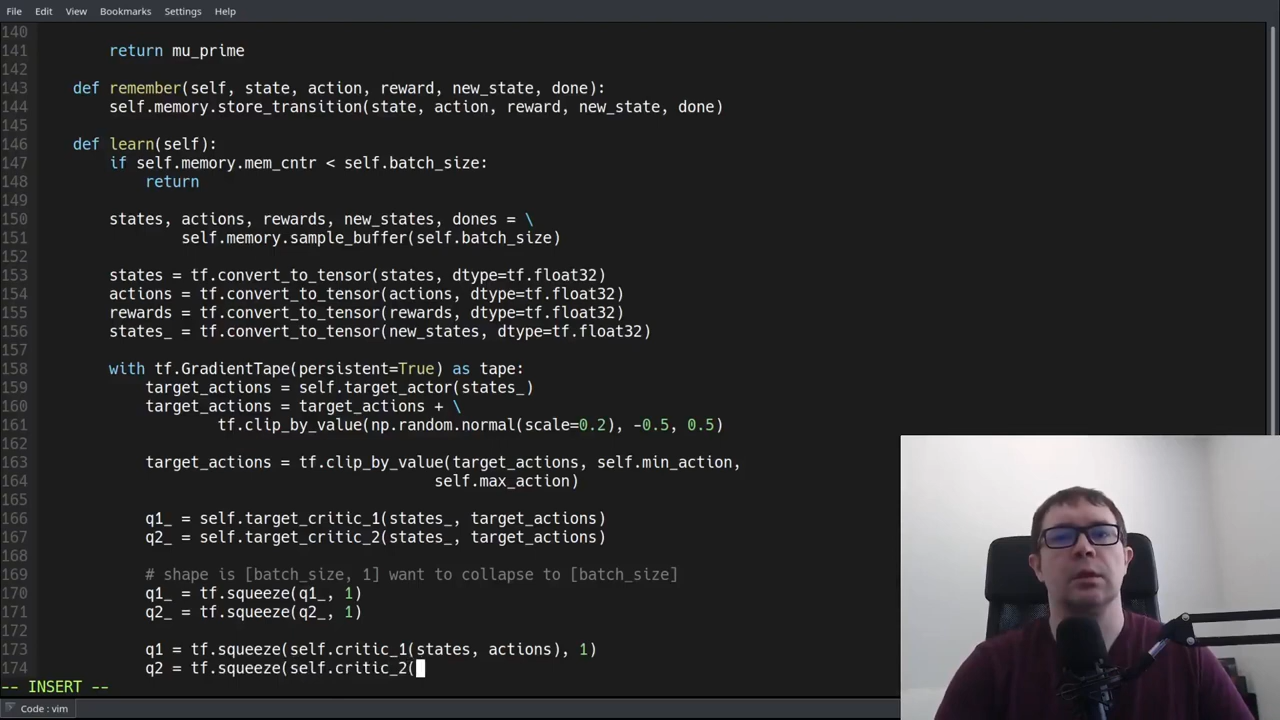 File Edit View Bookmarks Settings Help
140
141 return mu_prime
142
143 def remember(self, state, action, reward, new_state, done):
144 self.memory.store_transition(state, action, reward, new_state, done)
145
146 def learn(self):
147 if self.memory.mem_cntr < self.batch_size:
148 return
149
150 states, actions, rewards, new_states, dones = \
151 self.memory.sample_buffer(self.batch_size)
152
153 states = tf.convert_to_tensor(states, dtype=tf.float32)
154 actions = tf.convert_to_tensor(actions, dtype=tf.float32)
155 rewards = tf.convert_to_tensor(rewards, dtype=tf.float32)
156 states_ = tf.convert_to_tensor(new_states, dtype=tf.float32)
157
158 with tf.GradientTape(persistent=True) as tape:
159 target_actions = self.target_actor(states_)
160 target_actions = target_actions + \
161 tf.clip_by_value(np.random.normal(scale=0.2), -0.5, 0.5)
162
163 target_actions = tf.clip_by_value(target_actions, self.min_action,
164 self.max_action)
165
166 q1_ = self.target_critic_1(states_, target_actions)
167 q2_ = self.target_critic_2(states_, target_actions)
168
169 # shape is [batch_size, 1] want to collapse to [batch_size]
170 q1_ = tf.squeeze(q1_, 1)
171 q2_ = tf.squeeze(q2_, 1)
172
173 q1 = tf.squeeze(self.critic_1(states, actions), 1)
174 q2 = tf.squeeze(self.critic_2(
-- INSERT --
Code : vim